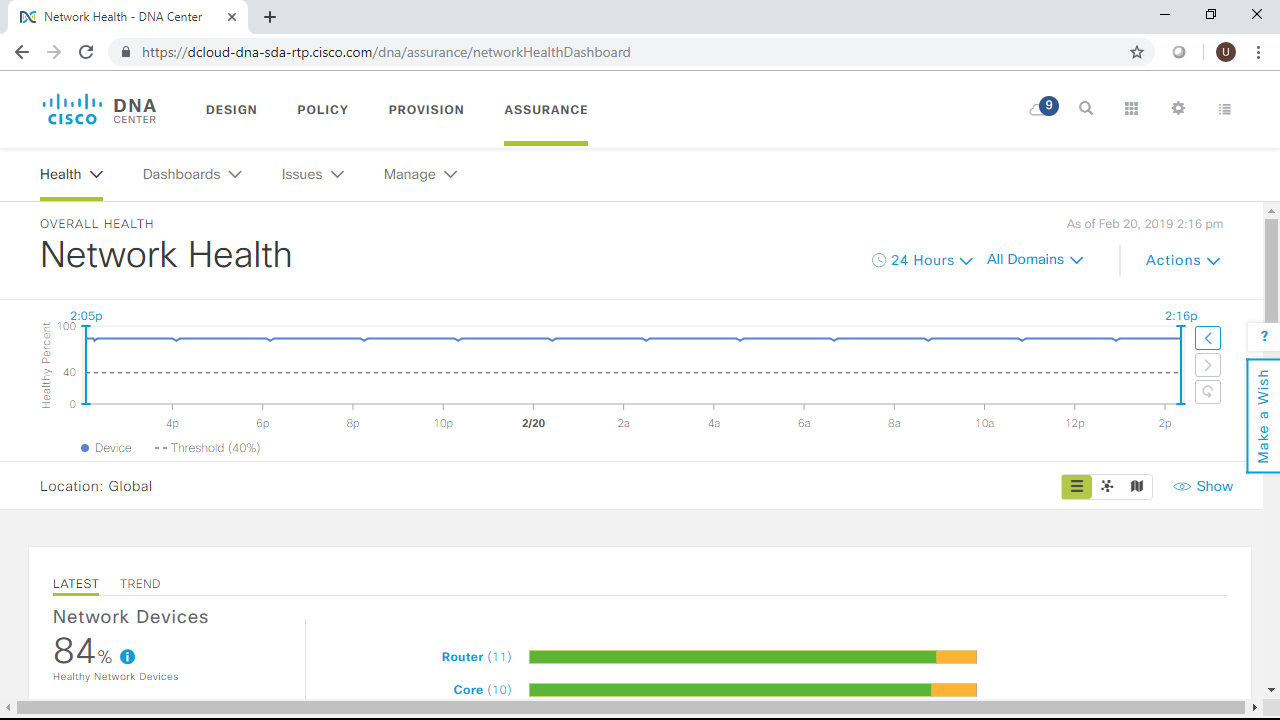 Network Health - DNA Center
https://dcloud-dna-sda-rtp.cisco.com/dna/assurance/networkHealthDashboard
U
CISCO DNA CENTER
DESIGN POLICY PROVISION ASSURANCE
9
Health Dashboards Issues Manage
OVERALL HEALTH
As of Feb 20, 2019 2:16 pm
Network Health
24 Hours All Domains Actions
2:05p 2:16p
Healthy Percent
100
40
0
4p 6p 8p 10p 2/20 2a 4a 6a 8a 10a 12p 2p
Device Threshold (40%)
?
Make a Wish
Location: Global
Show
LATEST TREND
Network Devices
84%
Healthy Network Devices
Router (11)
Core (10)